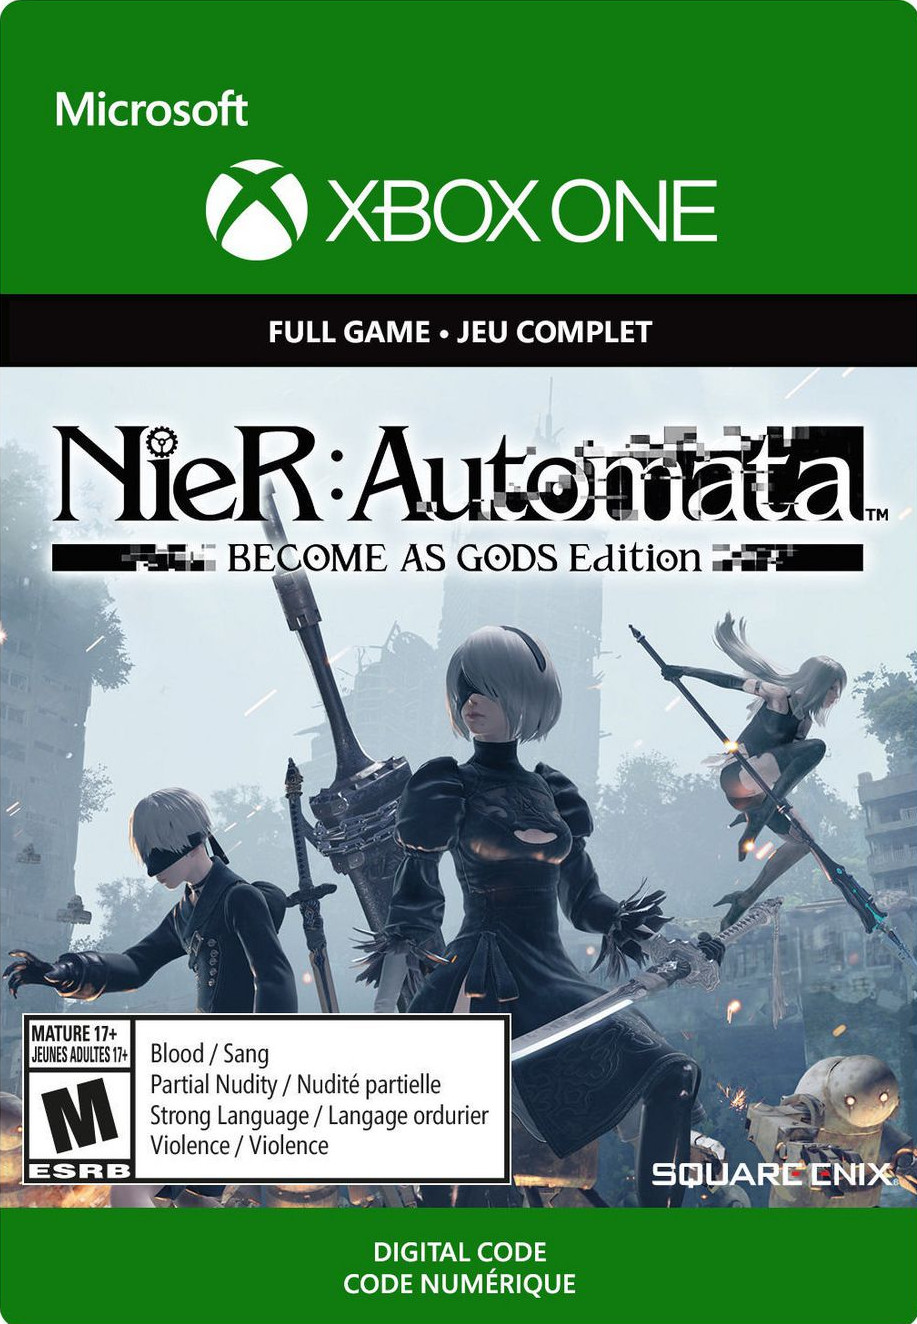 Microsoft
XBOX ONE
FULL GAME • JEU COMPLET
NieR:Automata™
BECOME AS GODS Edition
MATURE 17+
JEUNES ADULTES 17+
M
ESRB
Blood / Sang
Partial Nudity / Nudité partielle
Strong Language / Langage ordurier
Violence / Violence
SQUARE ENIX®
DIGITAL CODE
CODE NUMÉRIQUE